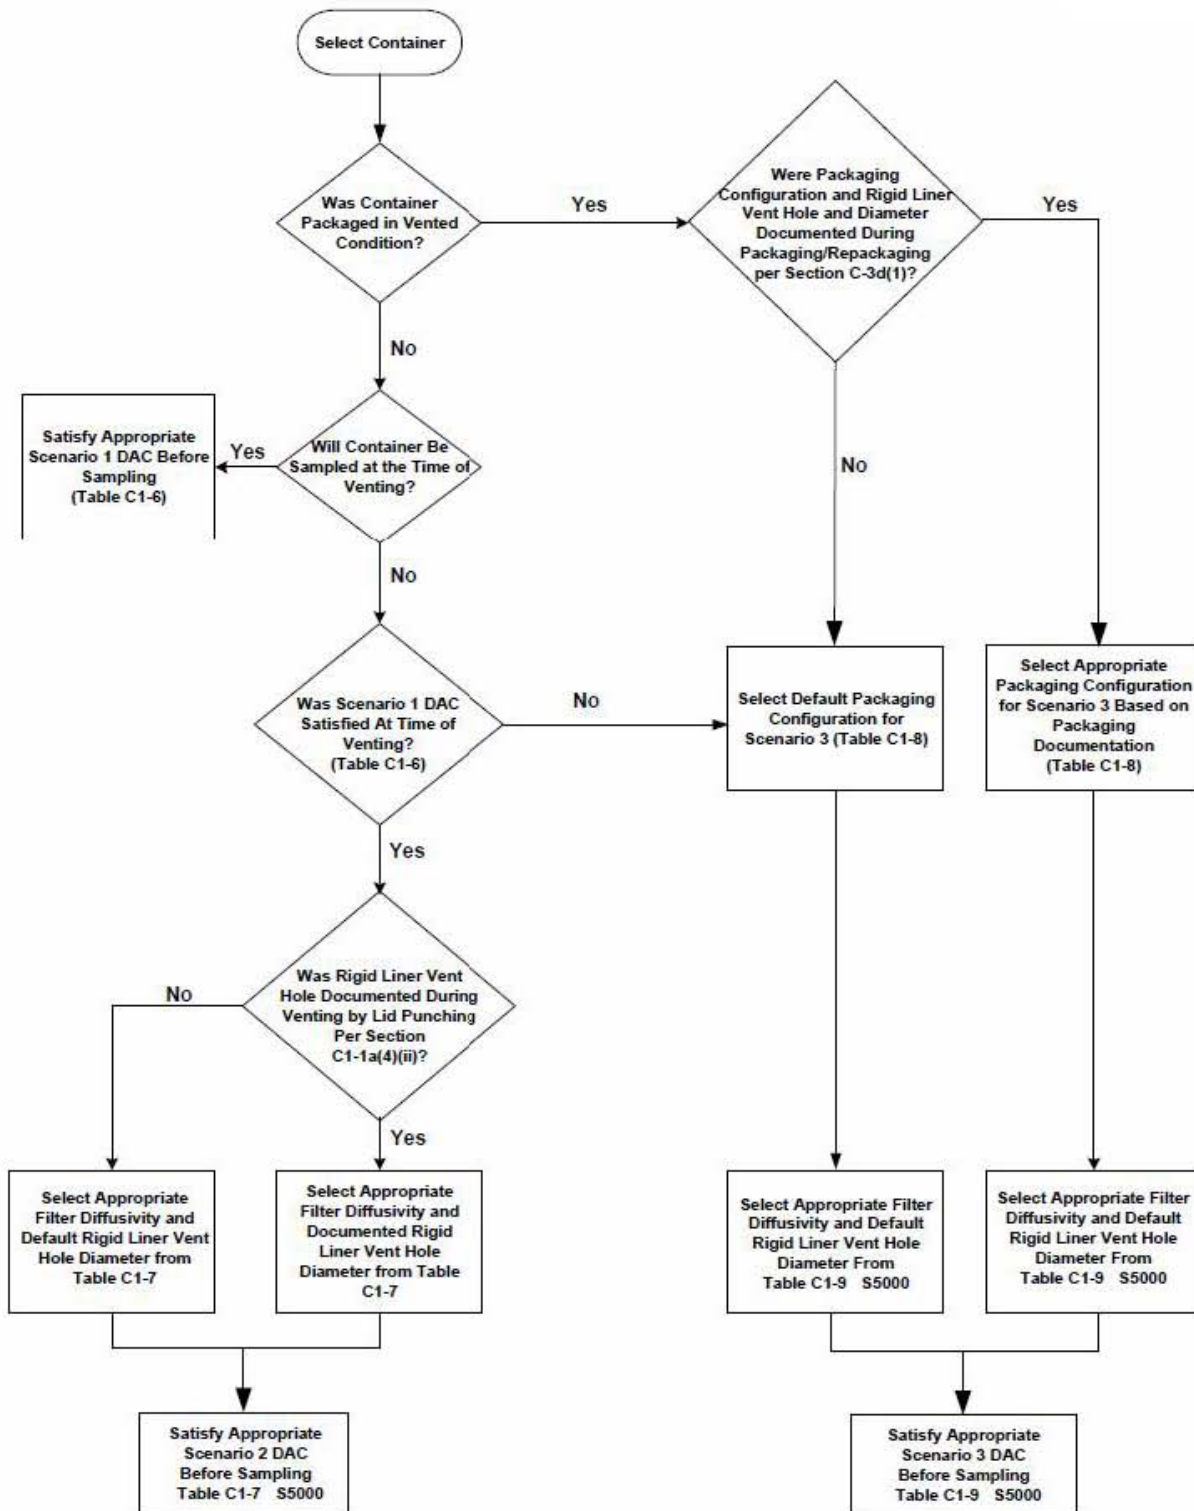 Select Container
Was Container
Packaged in Vented
Condition?
Yes
Were Packaging
Configuration and Rigid Liner
Vent Hole and Diameter
Documented During
Packaging/Repackaging
per Section C-3d(1)?
Yes
No
No
Satisfy Appropriate
Scenario 1 DAC Before
Sampling
(Table C1-6)
Yes
Will Container Be
Sampled at the Time of
Venting?
No
Was Scenario 1 DAC
Satisfied At Time of
Venting?
(Table C1-6)
No
Select Default Packaging
Configuration for
Scenario 3 (Table C1-8)
Select Appropriate
Packaging Configuration
for Scenario 3 Based on
Packaging
Documentation
(Table C1-8)
Yes
Was Rigid Liner Vent
Hole Documented During
Venting by Lid Punching
Per Section
C1-1a(4)(ii)?
No
Yes
Select Appropriate
Filter Diffusivity and
Default Rigid Liner Vent
Hole Diameter from
Table C1-7
Select Appropriate
Filter Diffusivity and
Documented Rigid
Liner Vent Hole
Diameter from Table
C1-7
Select Appropriate Filter
Diffusivity and Default
Rigid Liner Vent Hole
Diameter From
Table C1-9 S5000
Select Appropriate Filter
Diffusivity and Default
Rigid Liner Vent Hole
Diameter From
Table C1-9 S5000
Satisfy Appropriate
Scenario 2 DAC
Before Sampling
Table C1-7 S5000
Satisfy Appropriate
Scenario 3 DAC
Before Sampling
Table C1-9 S5000